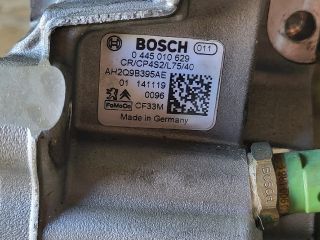 BOSCH 011
0 445 010 629
CR/CP4S2/L75/40
AH2Q9B395AE
01 141119
0096
FoMoCo CF33M
Made in Germany
BOSCH